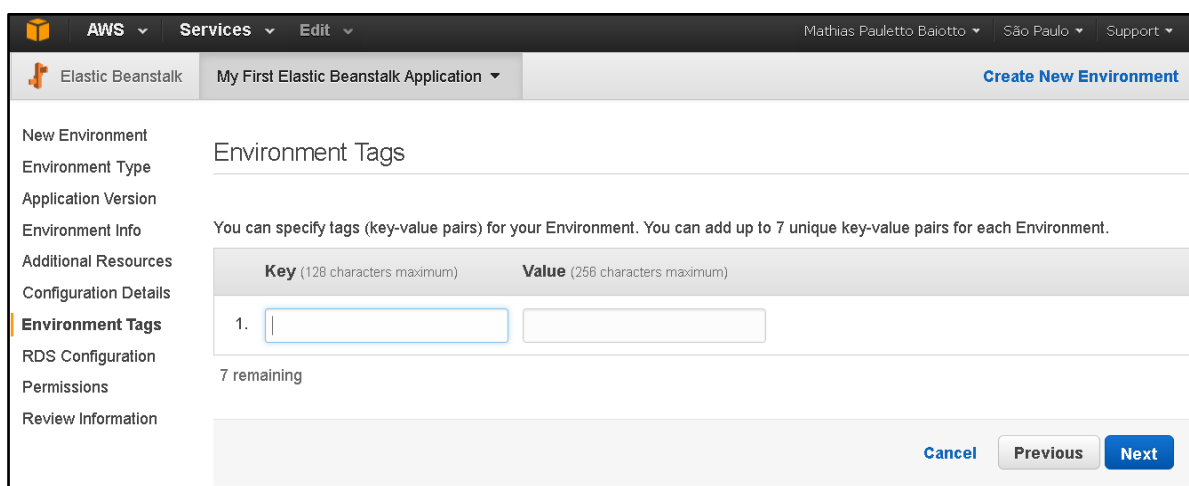 AWS Services Edit Mathias Pauletto Baiotto São Paulo Support
Elastic Beanstalk My First Elastic Beanstalk Application Create New Environment
New Environment
Environment Type
Application Version
Environment Info
Additional Resources
Configuration Details
Environment Tags
RDS Configuration
Permissions
Review Information
Environment Tags
You can specify tags (key-value pairs) for your Environment. You can add up to 7 unique key-value pairs for each Environment.
Key (128 characters maximum) Value (256 characters maximum)
1.
7 remaining
Cancel Previous Next